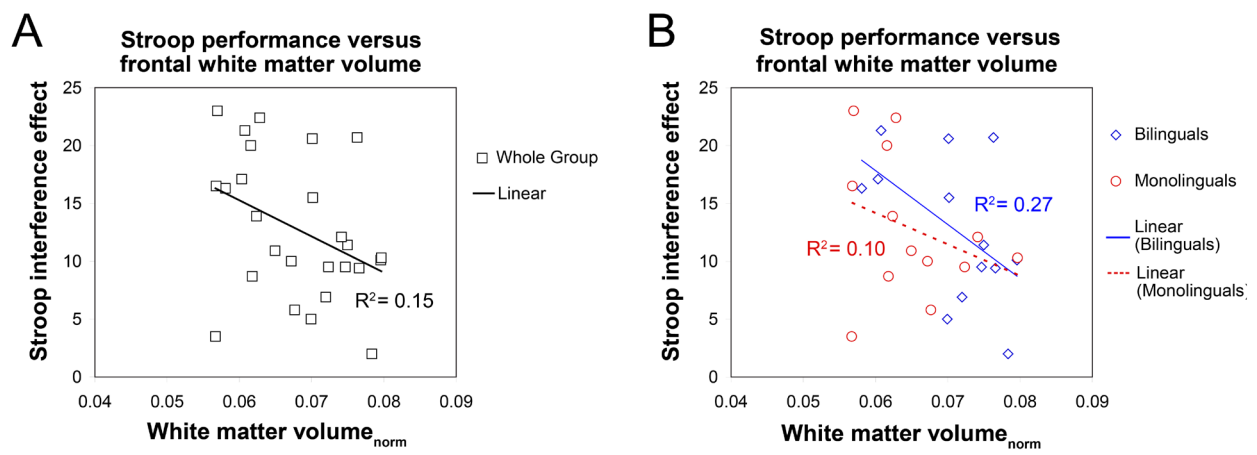 A
Stroop performance versus
frontal white matter volume
Stroop interference effect
25
20
15
10
5
0
0.04 0.05 0.06 0.07 0.08 0.09
White matter volume norm
R² = 0.15
Whole Group
Linear
B
Stroop performance versus
frontal white matter volume
Stroop interference effect
25
20
15
10
5
0
0.04 0.05 0.06 0.07 0.08 0.09
White matter volume norm
R² = 0.27
R² = 0.10
Bilinguals
Monolinguals
Linear
(Bilinguals)
Linear
(Monolinguals)